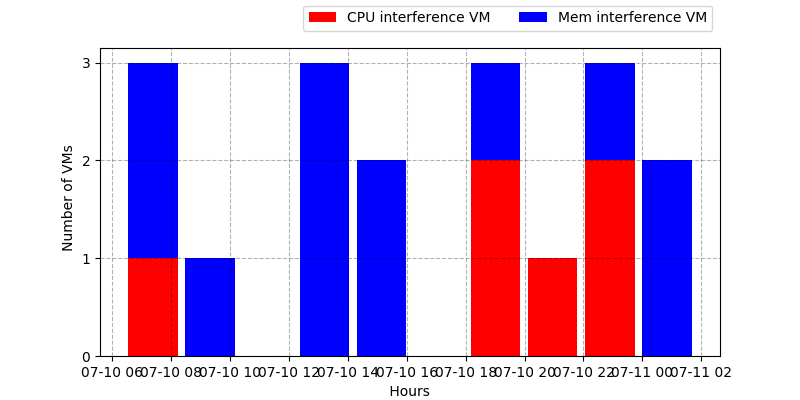 CPU interference VM Mem interference VM
3
2
1
0
Number of VMs
07-10 06 07-10 08 07-10 10 07-10 12 07-10 14 07-10 16 07-10 18 07-10 20 07-10 22 07-11 00 07-11 02
Hours